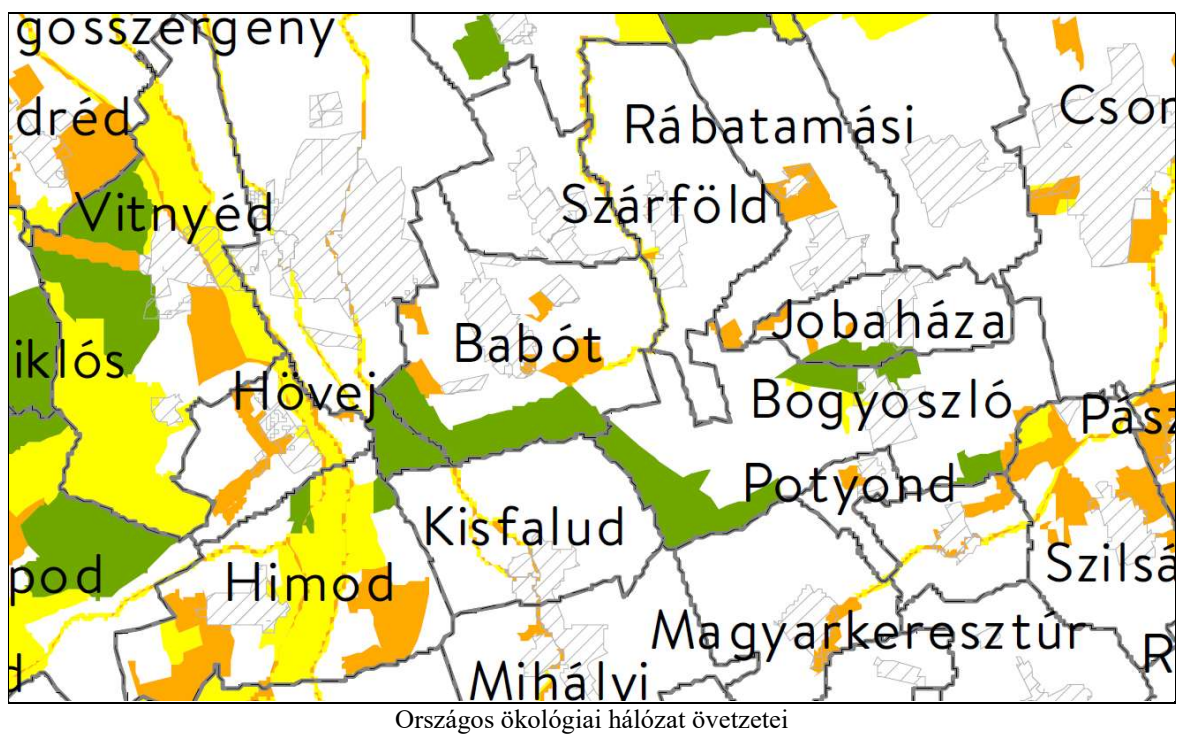 gosszergeny
dréd
Rábatamási
Csor
Vitnyéd
Szárföld
Jobaháza
iklós
Babót
Hövej
Bogyoszló
Pász
Potyond
Kisfalud
pod
Himod
Szilsá
Magyarkeresztúr
R
d
Mihályi
Országos ökológiai hálózat övetzetei